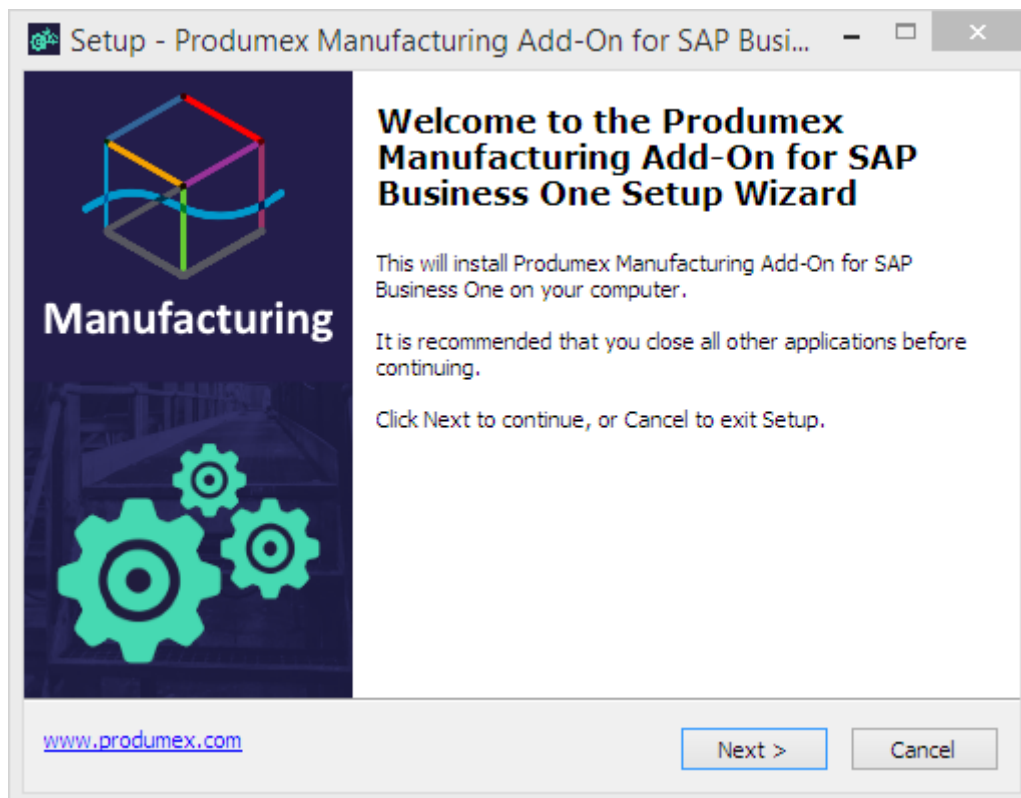 Setup - Produmex Manufacturing Add-On for SAP Busi...
Manufacturing
Welcome to the Produmex
Manufacturing Add-On for SAP
Business One Setup Wizard
This will install Produmex Manufacturing Add-On for SAP
Business One on your computer.
It is recommended that you close all other applications before
continuing.
Click Next to continue, or Cancel to exit Setup.
www.produmex.com
Next >
Cancel